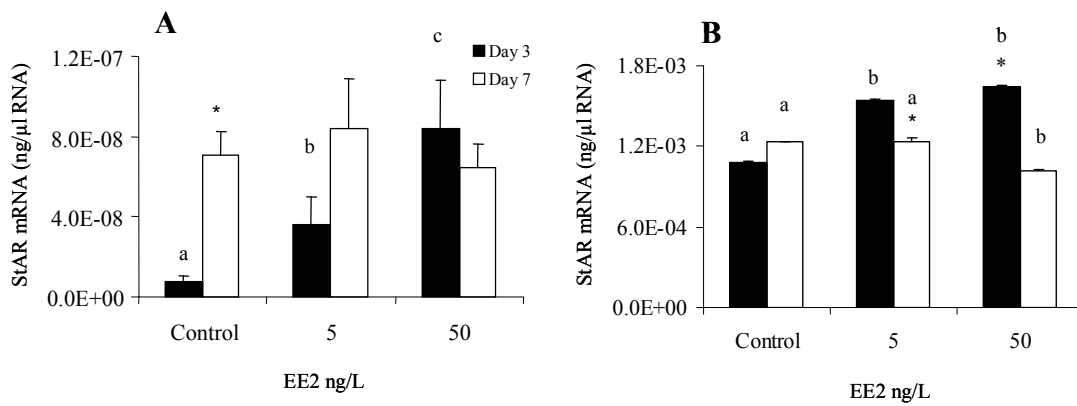 A
StAR mRNA (ng/µl RNA)
1.2E-07
8.0E-08
4.0E-08
0.0E+00
a
*
b
c
Day 3
Day 7
Control 5 50
EE2 ng/L
B
StAR mRNA (ng/µl RNA)
1.8E-03
1.2E-03
6.0E-04
0.0E+00
a
a
b
a
*
b
*
b
Control 5 50
EE2 ng/L